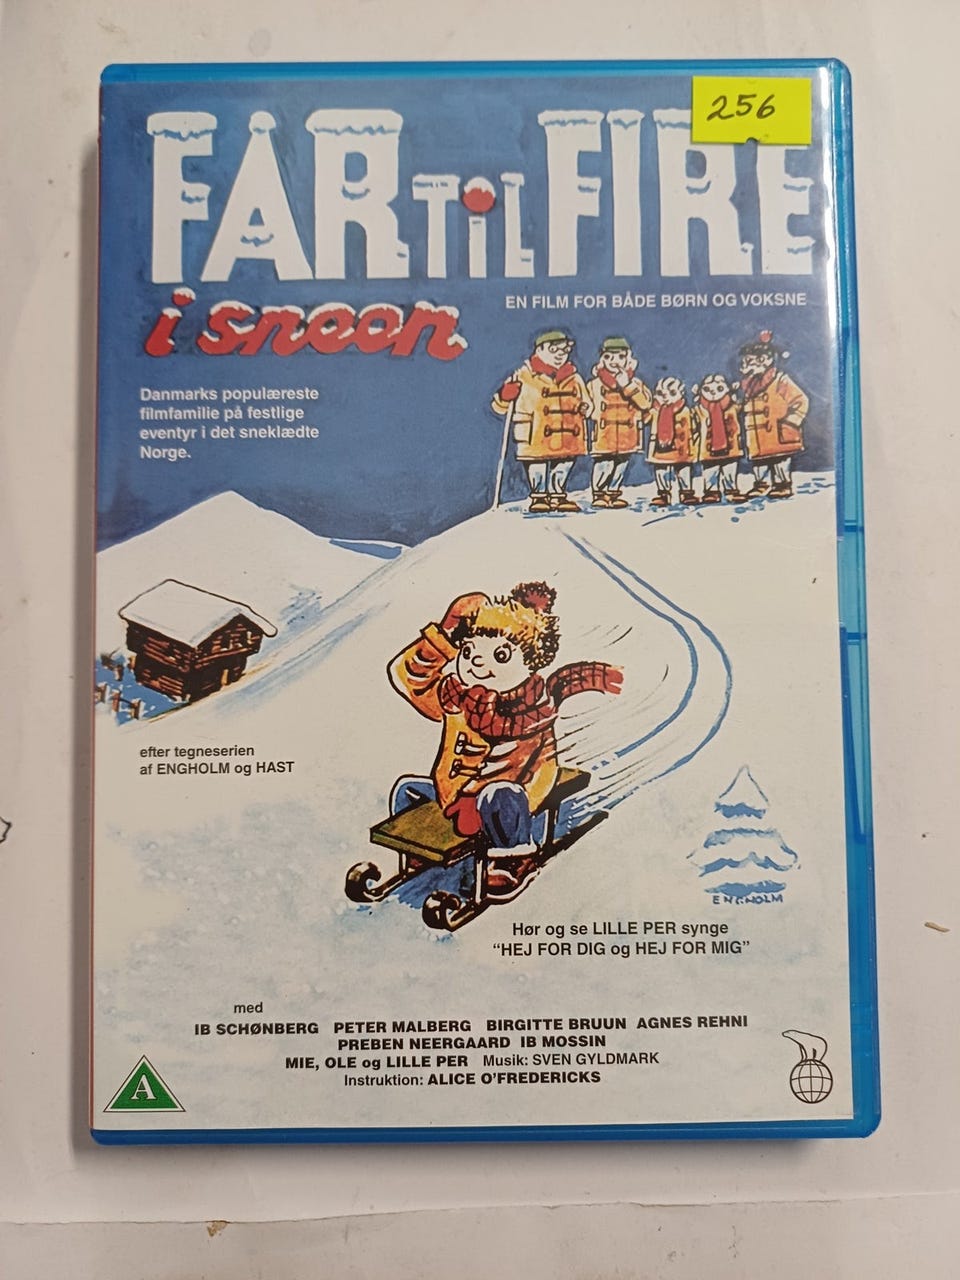 256
FAR TIL FIRE
i sneen
EN FILM FOR BÅDE BØRN OG VOKSNE
Danmarks populæreste
filmfamilie på festlige
eventyr i det sneklædte
Norge.
efter tegneserien
af ENGHOLM og HAST
ENGHOLM
Hør og se LILLE PER synge
“HEJ FOR DIG og HEJ FOR MIG”
med
IB SCHØNBERG PETER MALBERG BIRGITTE BRUUN AGNES REHNI
PREBEN NEERGAARD IB MOSSIN
MIE, OLE og LILLE PER Musik: SVEN GYLDMARK
Instruktion: ALICE O’FREDERICKS
A